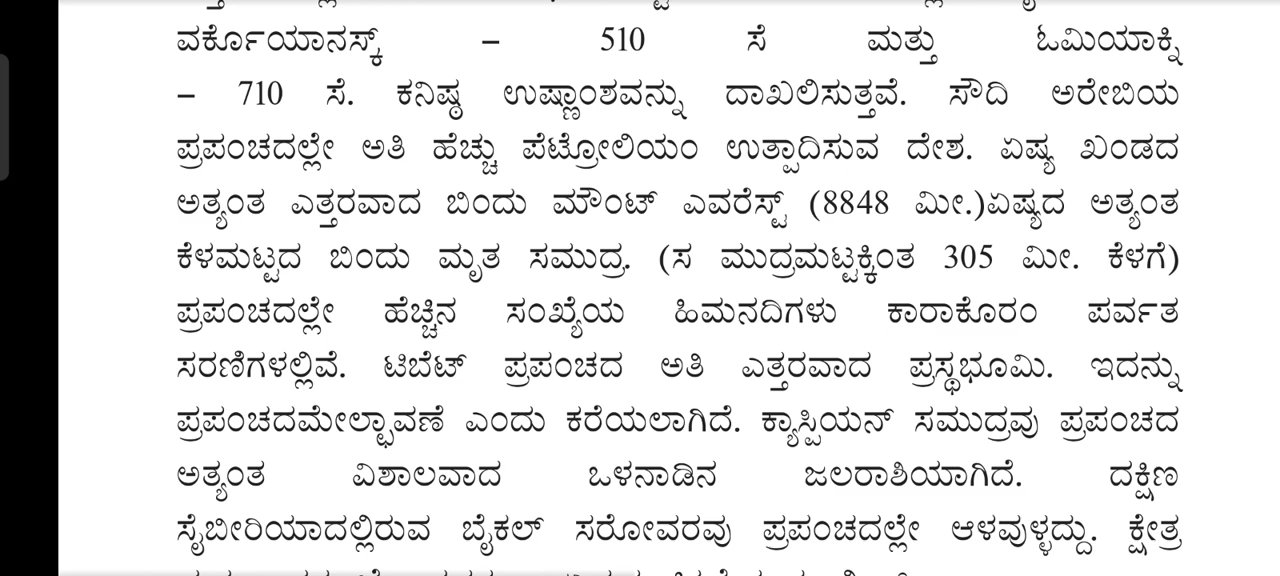 ವರ್ಕೊಯಾನಸ್ಕ್ – 510 ಸೆ ಮತ್ತು ಓಮಿಯಾಕ್ನಿ
– 710 ಸೆ. ಕನಿಷ್ಠ ಉಷ್ಣಾಂಶವನ್ನು ದಾಖಲಿಸುತ್ತವೆ. ಸೌದಿ ಅರೇಬಿಯ
ಪ್ರಪಂಚದಲ್ಲೇ ಅತಿ ಹೆಚ್ಚು ಪೆಟ್ರೋಲಿಯಂ ಉತ್ಪಾದಿಸುವ ದೇಶ. ಏಷ್ಯ ಖಂಡದ
ಅತ್ಯಂತ ಎತ್ತರವಾದ ಬಿಂದು ಮೌಂಟ್ ಎವರೆಸ್ಟ್ (8848 ಮೀ.)ಏಷ್ಯದ ಅತ್ಯಂತ
ಕೆಳಮಟ್ಟದ ಬಿಂದು ಮೃತ ಸಮುದ್ರ. (ಸ ಮುದ್ರಮಟ್ಟಕ್ಕಿಂತ 305 ಮೀ. ಕೆಳಗೆ)
ಪ್ರಪಂಚದಲ್ಲೇ ಹೆಚ್ಚಿನ ಸಂಖ್ಯೆಯ ಹಿಮನದಿಗಳು ಕಾರಾಕೊರಂ ಪರ್ವತ
ಸರಣಿಗಳಲ್ಲಿವೆ. ಟಿಬೆಟ್ ಪ್ರಪಂಚದ ಅತಿ ಎತ್ತರವಾದ ಪ್ರಸ್ಥಭೂಮಿ. ಇದನ್ನು
ಪ್ರಪಂಚದಮೇಲ್ಛಾವಣೆ ಎಂದು ಕರೆಯಲಾಗಿದೆ. ಕ್ಯಾಸ್ಪಿಯನ್ ಸಮುದ್ರವು ಪ್ರಪಂಚದ
ಅತ್ಯಂತ ವಿಶಾಲವಾದ ಒಳನಾಡಿನ ಜಲರಾಶಿಯಾಗಿದೆ. ದಕ್ಷಿಣ
ಸೈಬೀರಿಯಾದಲ್ಲಿರುವ ಬೈಕಲ್ ಸರೋವರವು ಪ್ರಪಂಚದಲ್ಲೇ ಆಳವುಳ್ಳದ್ದು. ಕ್ಷೇತ್ರ